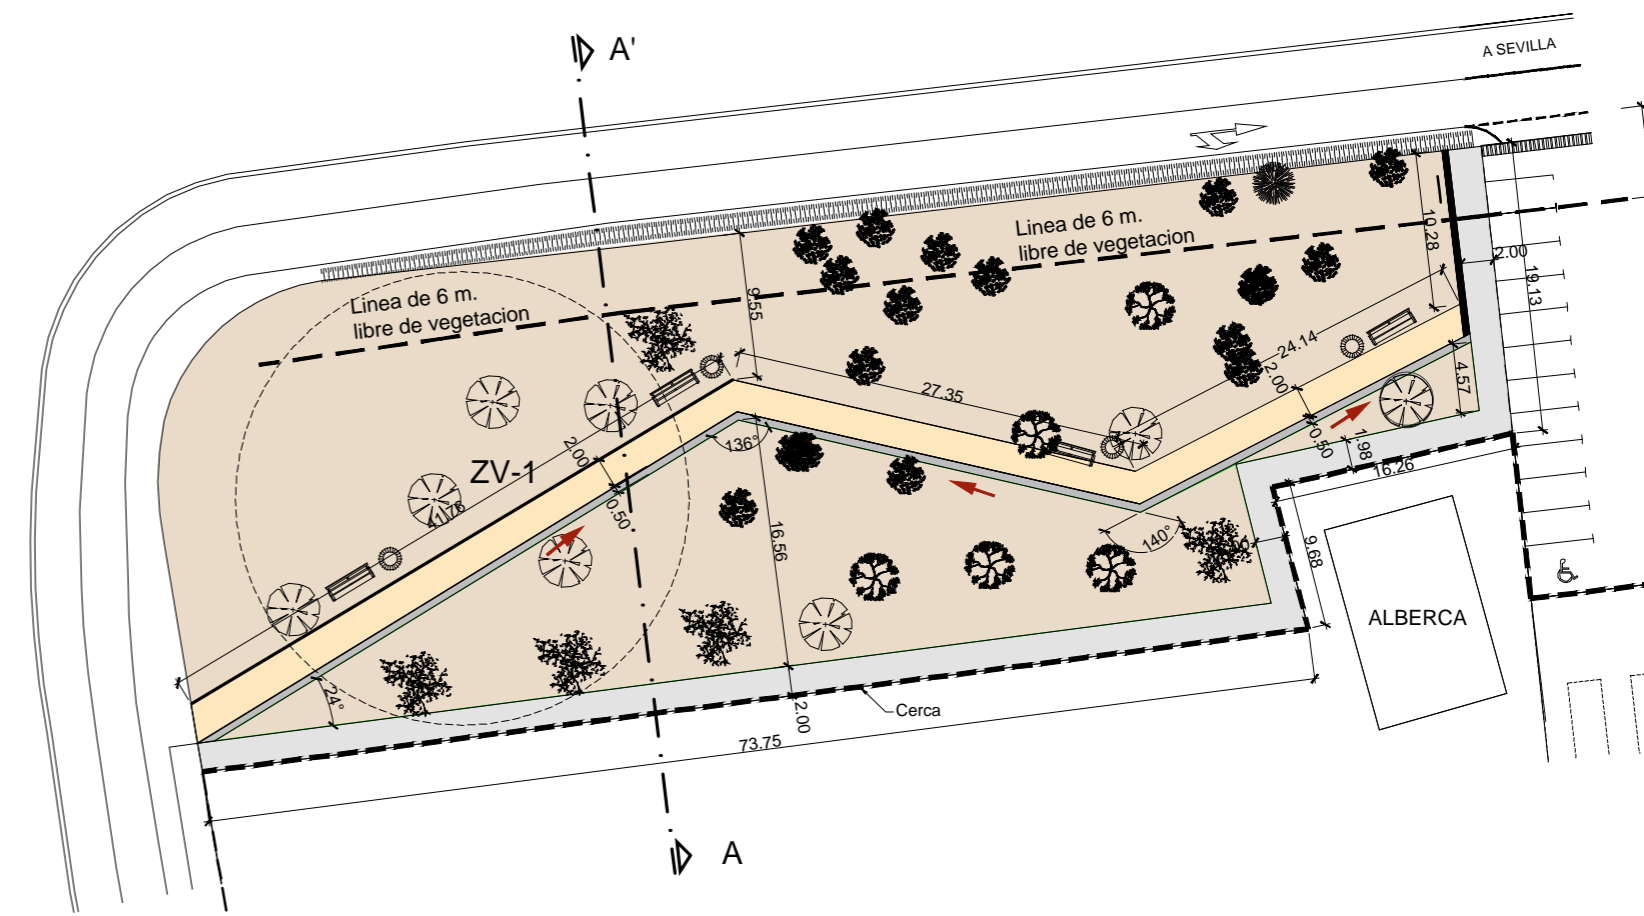 A'
A SEVILLA
Linea de 6 m.
libre de vegetacion
Linea de 6 m.
libre de vegetacion
10.28
2.00
19.13
9.55
24.14
27.35
2.00
4.57
136°
ZV-1
2.00
41.76
0.50
0.50
1.98
16.26
16.56
140°
9.68
ALBERCA
24°
2.00
Cerca
73.75
A